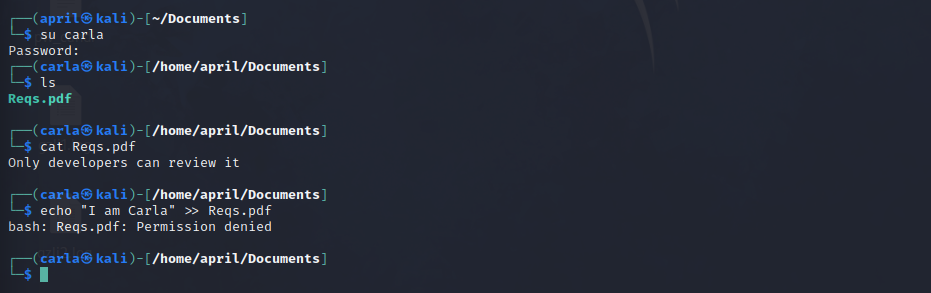 ┌──(april㉿kali)-[~/Documents]
└─$ su carla
Password:
┌──(carla㉿kali)-[/home/april/Documents]
└─$ ls
Reqs.pdf
┌──(carla㉿kali)-[/home/april/Documents]
└─$ cat Reqs.pdf
Only developers can review it
┌──(carla㉿kali)-[/home/april/Documents]
└─$ echo "I am Carla" >> Reqs.pdf
bash: Reqs.pdf: Permission denied
┌──(carla㉿kali)-[/home/april/Documents]
└─$